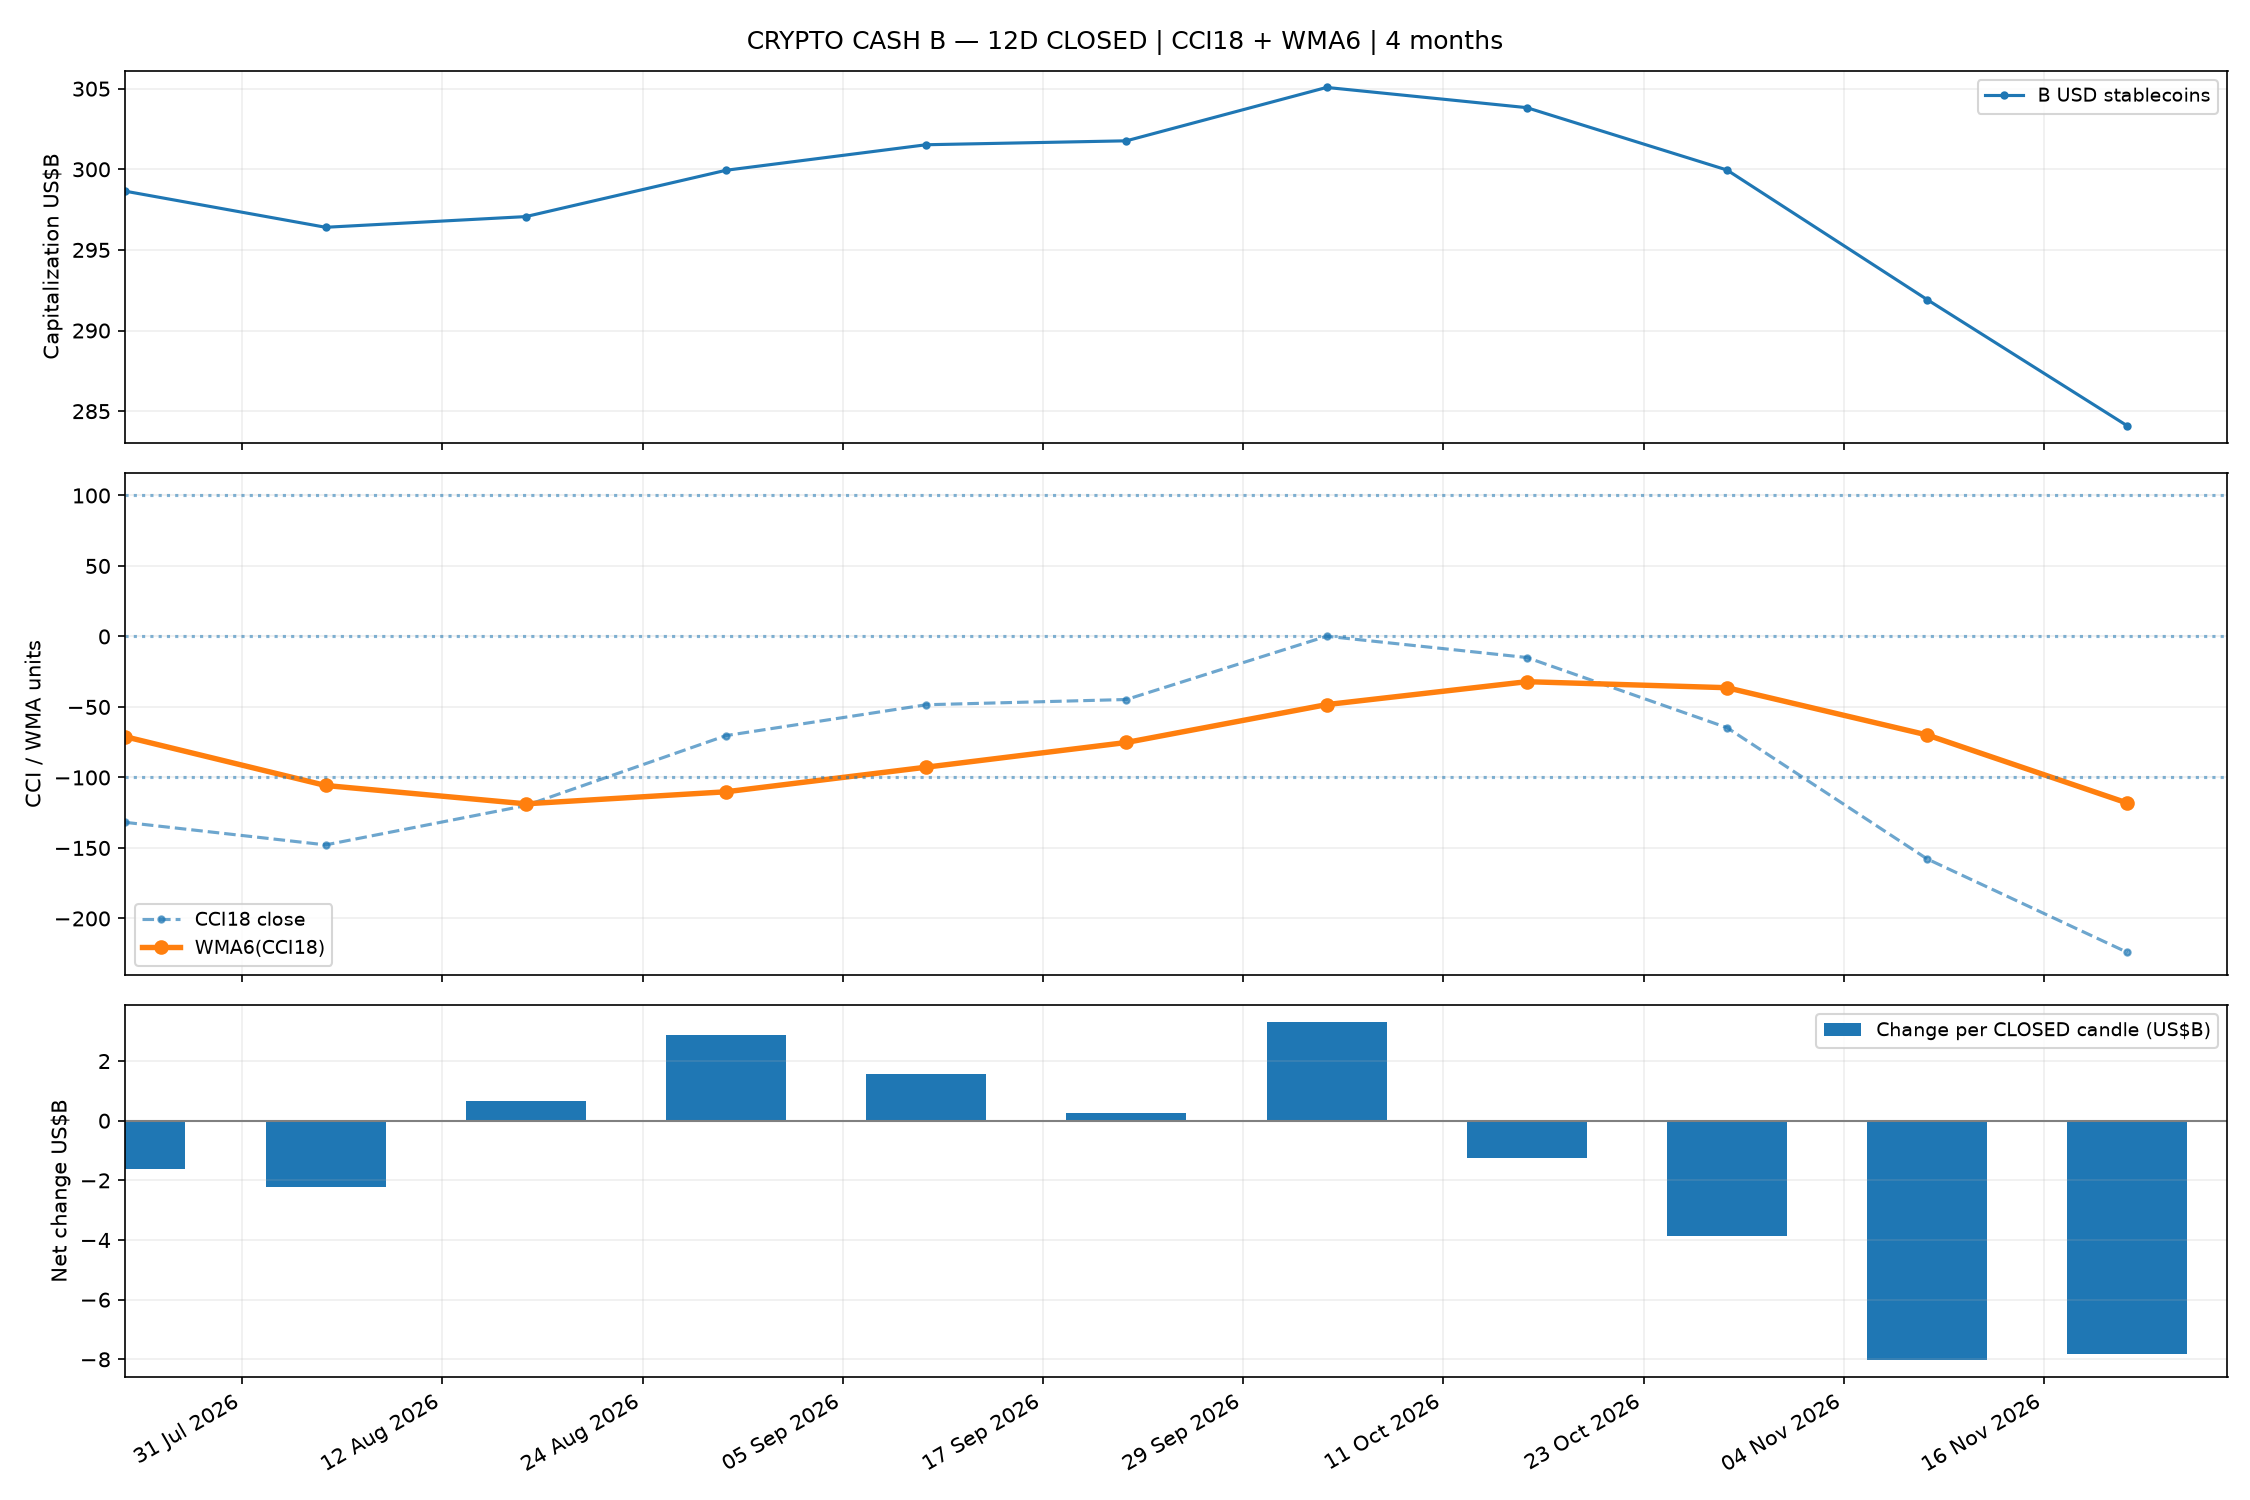 CRYPTO CASH B — 12D CLOSED | CCI18 + WMA6 | 4 months
Capitalization US$B
305
300
295
290
285
B USD stablecoins
CCI / WMA units
100
50
0
−50
−100
−150
−200
CCI18 close
WMA6(CCI18)
Net change US$B
2
0
−2
−4
−6
−8
Change per CLOSED candle (US$B)
31 Jul 2026
12 Aug 2026
24 Aug 2026
05 Sep 2026
17 Sep 2026
29 Sep 2026
11 Oct 2026
23 Oct 2026
04 Nov 2026
16 Nov 2026